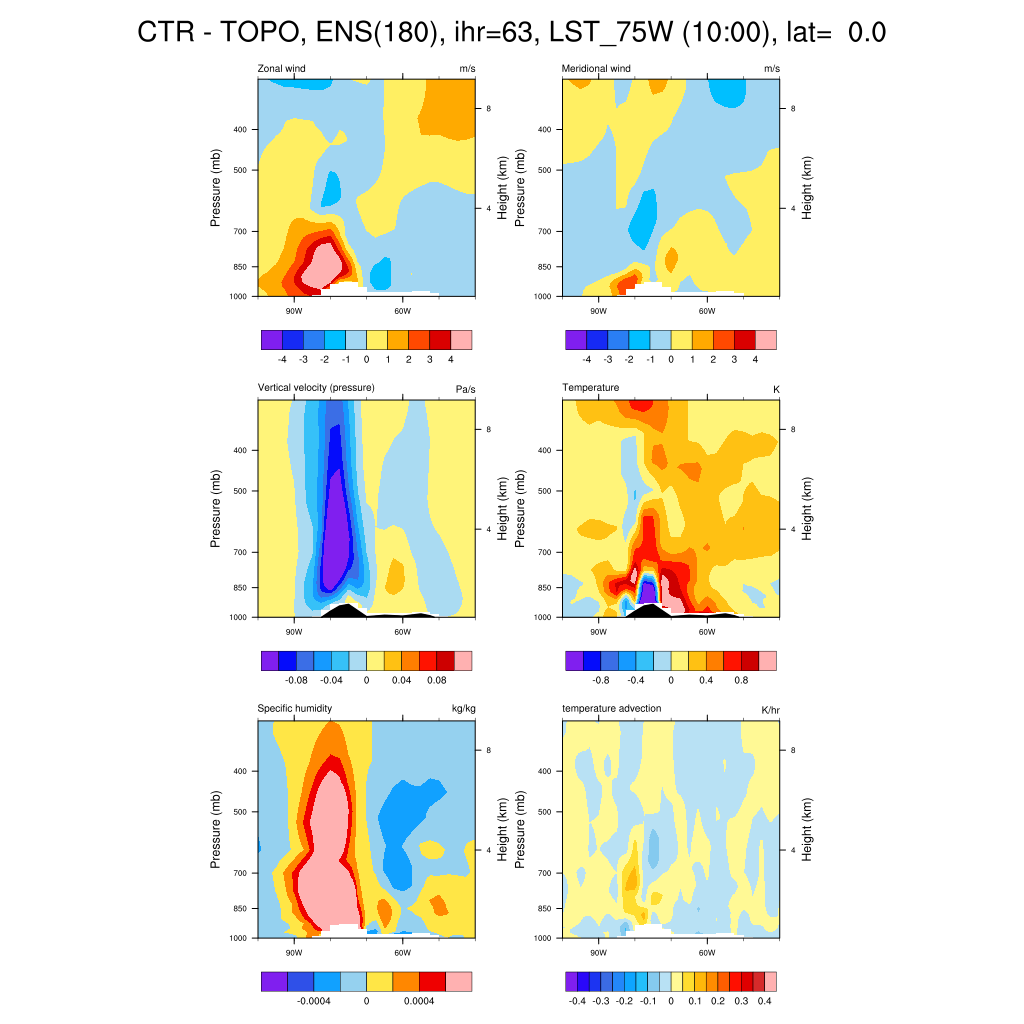 CTR - TOPO, ENS(180), ihr=63, LST_75W (10:00), lat=  0.0
Zonal wind m/s
Pressure (mb)
400
500
700
850
1000
90W 60W
8
4
Height (km)
-4 -3 -2 -1 0 1 2 3 4
Meridional wind m/s
Pressure (mb)
400
500
700
850
1000
90W 60W
8
4
Height (km)
-4 -3 -2 -1 0 1 2 3 4
Vertical velocity (pressure) Pa/s
Pressure (mb)
400
500
700
850
1000
90W 60W
8
4
Height (km)
-0.08 -0.04 0 0.04 0.08
Temperature K
Pressure (mb)
400
500
700
850
1000
90W 60W
8
4
Height (km)
-0.8 -0.4 0 0.4 0.8
Specific humidity kg/kg
Pressure (mb)
400
500
700
850
1000
90W 60W
8
4
Height (km)
-0.0004 0 0.0004
temperature advection K/hr
Pressure (mb)
400
500
700
850
1000
90W 60W
8
4
Height (km)
-0.4 -0.3 -0.2 -0.1 0 0.1 0.2 0.3 0.4